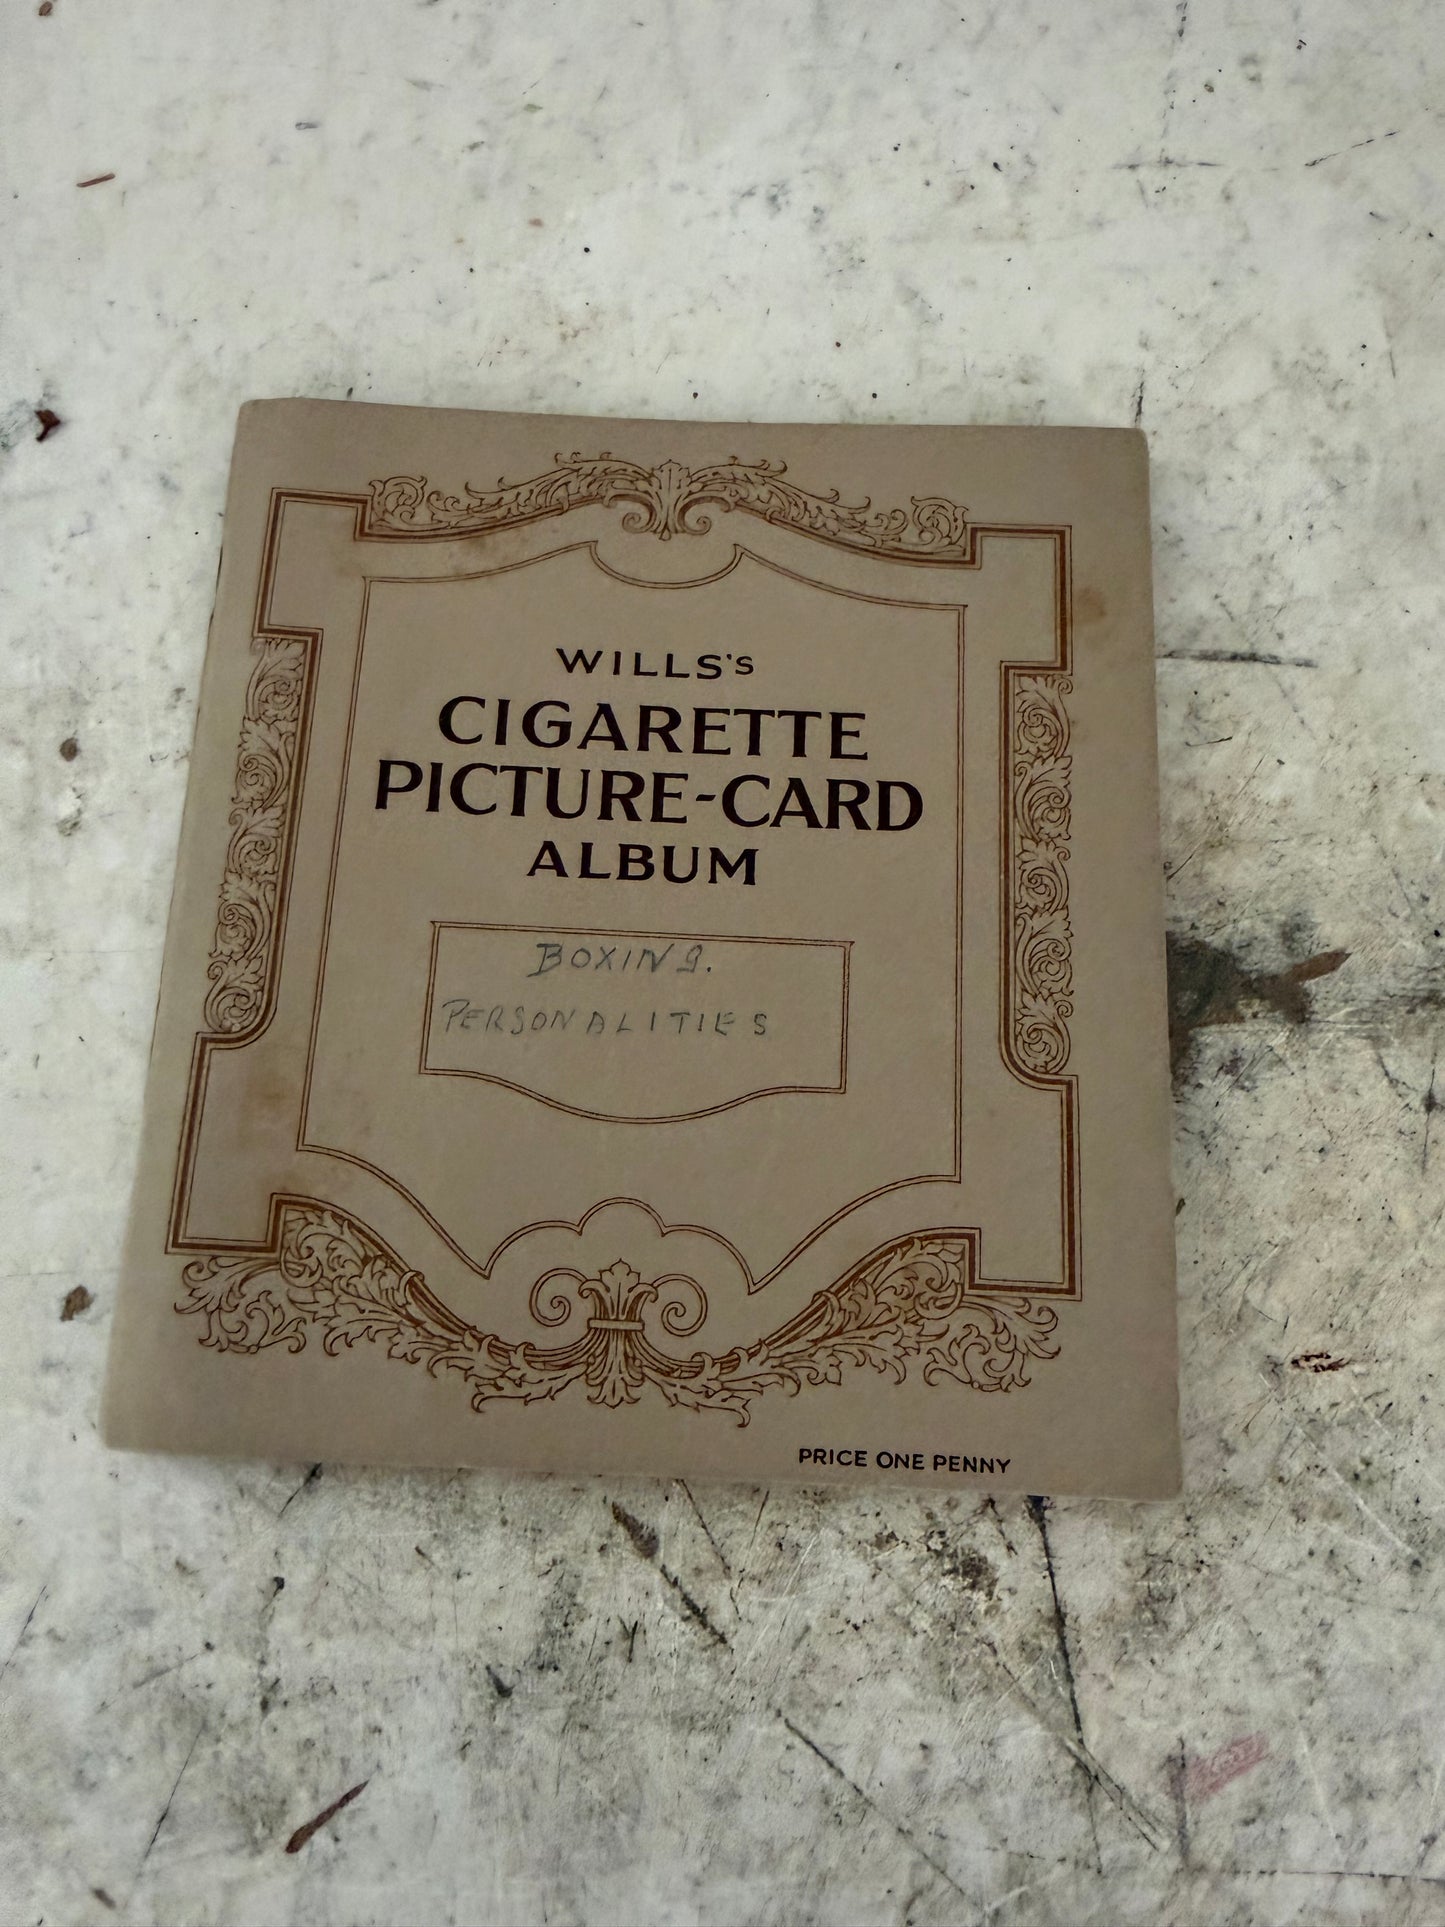 WILLS'S
CIGARETTE
PICTURE-CARD
ALBUM
BOXING.
PERSONALITIES
PRICE ONE PENNY